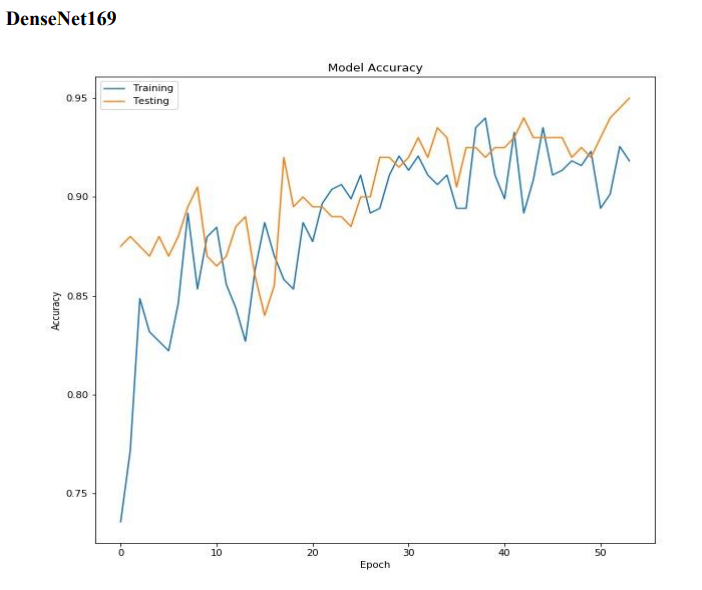 DenseNet169
Model Accuracy
Training
Testing
0.95
0.90
0.85
0.80
0.75
Accuracy
0 10 20 30 40 50
Epoch